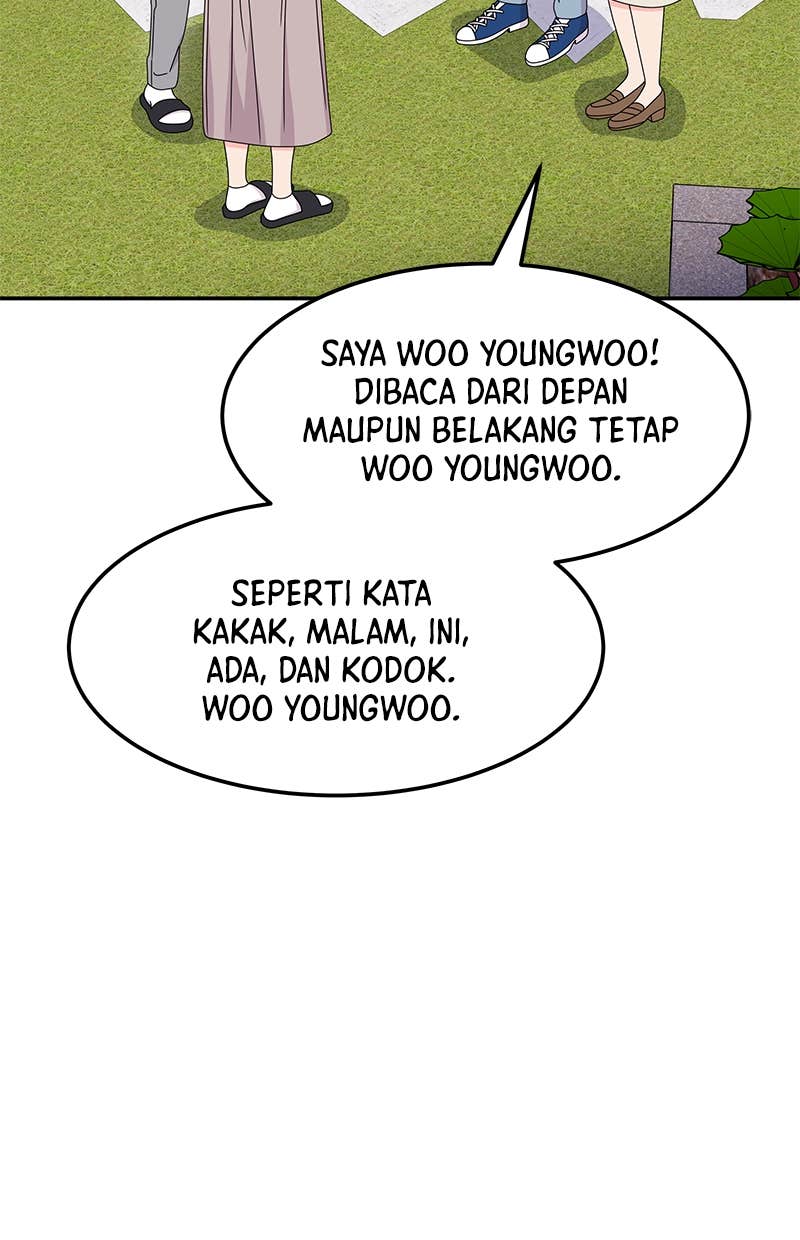 SAYA WOO YOUNGWOO!
DIBACA DARI DEPAN
MAUPUN BELAKANG TETAP
WOO YOUNGWOO.
SEPERTI KATA
KAKAK, MALAM, INI,
ADA, DAN KODOK.
WOO YOUNGWOO.